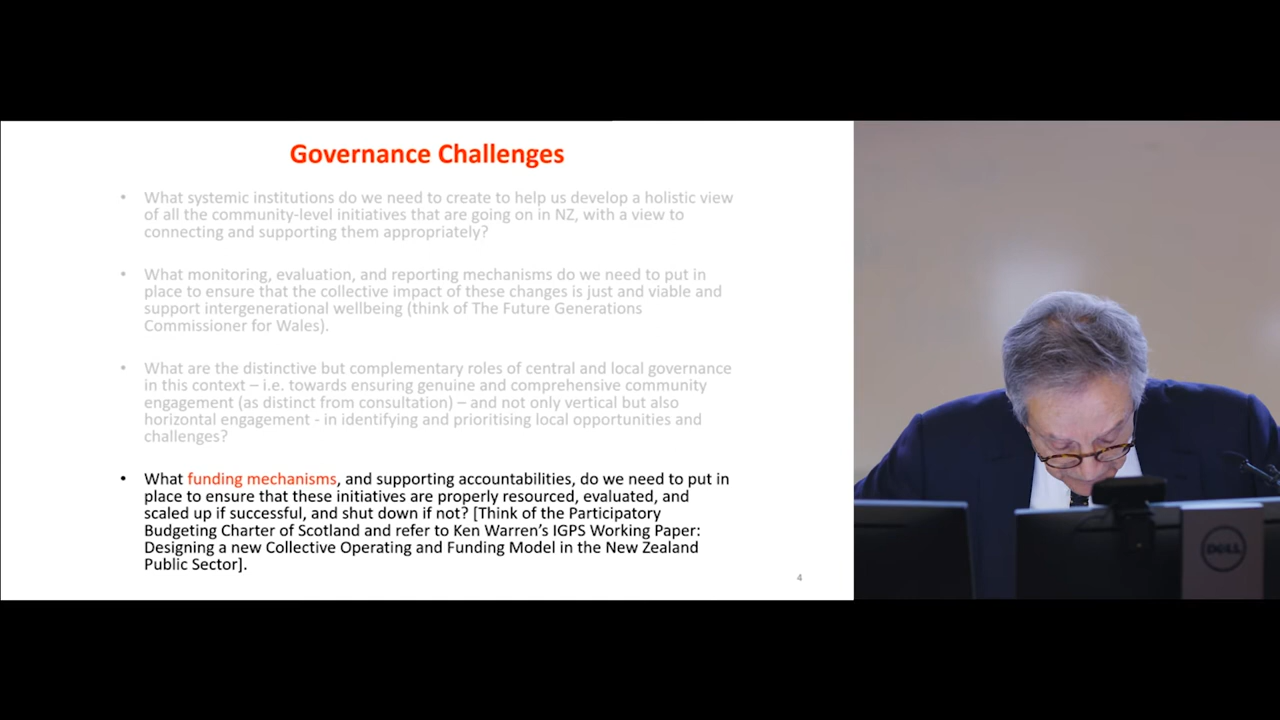 Governance Challenges
• What systemic institutions do we need to create to help us develop a holistic view
of all the community-level initiatives that are going on in NZ, with a view to
connecting and supporting them appropriately?
• What monitoring, evaluation, and reporting mechanisms do we need to put in
place to ensure that the collective impact of these changes is just and viable and
support intergenerational wellbeing (think of The Future Generations
Commissioner for Wales).
• What are the distinctive but complementary roles of central and local governance
in this context – i.e. towards ensuring genuine and comprehensive community
engagement (as distinct from consultation) – and not only vertical but also
horizontal engagement - in identifying and prioritising local opportunities and
challenges?
• What funding mechanisms, and supporting accountabilities, do we need to put in
place to ensure that these initiatives are properly resourced, evaluated, and
scaled up if successful, and shut down if not? [Think of the Participatory
Budgeting Charter of Scotland and refer to Ken Warren’s IGPS Working Paper:
Designing a new Collective Operating and Funding Model in the New Zealand
Public Sector].
4
DELL